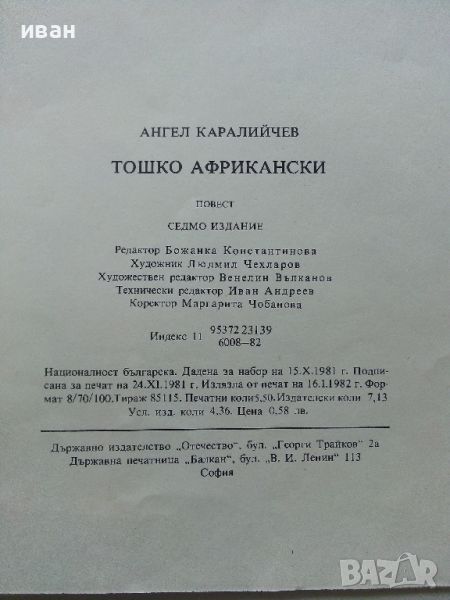 иван
АНГЕЛ КАРАЛИЙЧЕВ
ТОШКО АФРИКАНСКИ
ПОВЕСТ
СЕДМО ИЗДАНИЕ
Редактор Божанка Константинова
Художник Людмил Чехларов
Художествен редактор Венелин Вълканов
Технически редактор Иван Андреев
Коректор Маргарита Чобанова
Индекс 11 9537223139
6008—82
Националност българска. Дадена за набор на 15.X.1981 г. Подпи-
сана за печат на 24.XI.1981 г. Излязла от печат на 16.I.1982 г. Фор-
мат 8/70/100. Тираж 85115. Печатни коли 5,50. Издателски коли 7,13
Усл. изд. коли 4,36. Цена 0,58 лв.
Държавно издателство „Отечество“, бул. „Георги Трайков“ 2а
Държавна печатница „Балкан“, бул. „В. И. Ленин“ 113
София
bazar